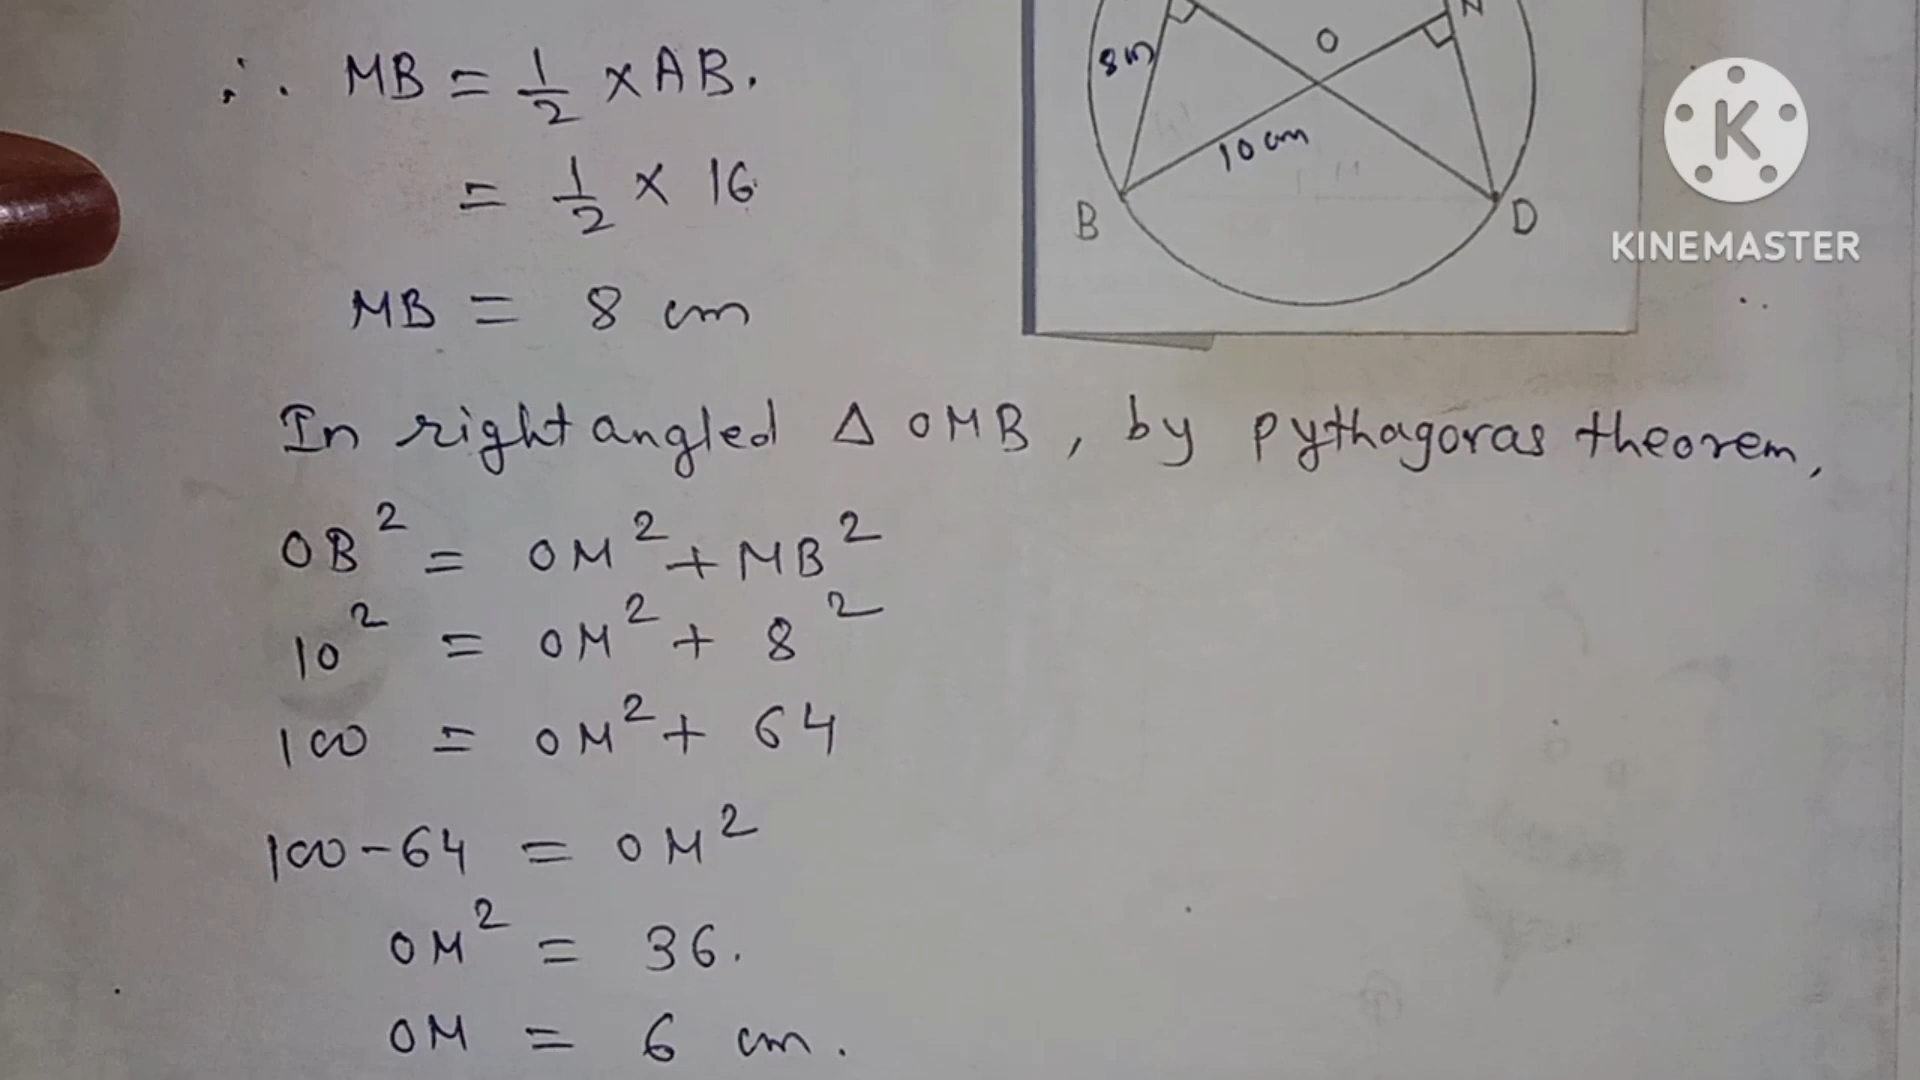 ∴ MB = 1/2 × AB.
= 1/2 × 16
MB = 8 cm
8 m
O
N
10 cm
B
D
K
KINEMASTER
In right angled Δ OMB, by pythagoras theorem,
OB² = OM² + MB²
10² = OM² + 8²
100 = OM² + 64
100 - 64 = OM²
OM² = 36.
OM = 6 cm.